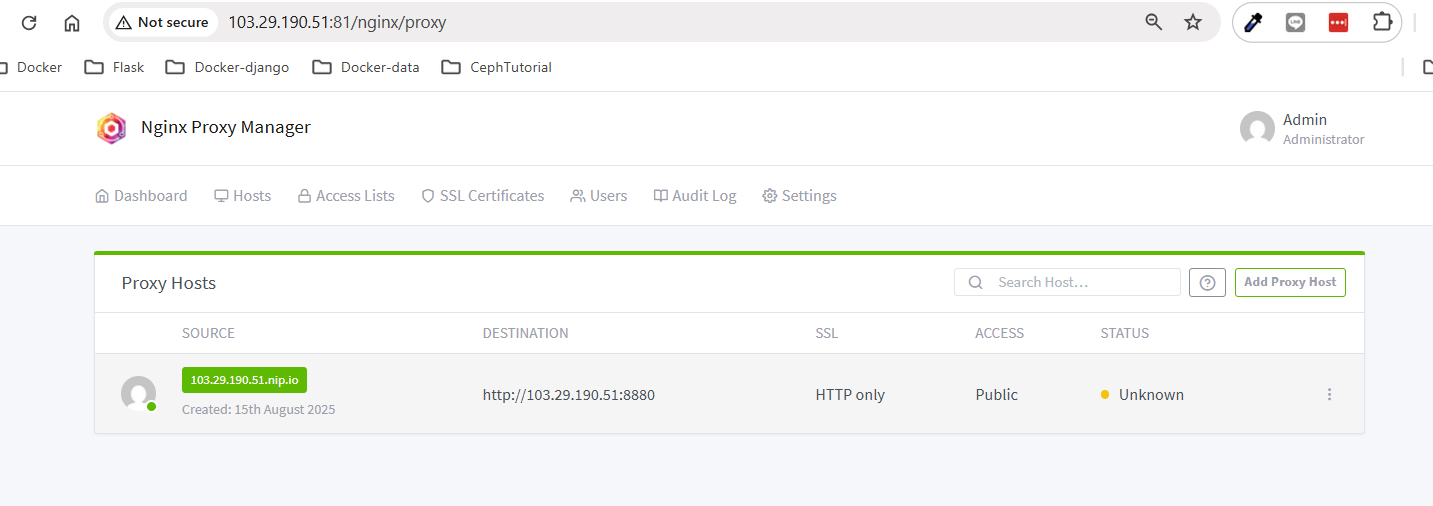 Not secure 103.29.190.51:81/nginx/proxy
Docker Flask Docker-django Docker-data CephTutorial
Nginx Proxy Manager
Admin
Administrator
Dashboard Hosts Access Lists SSL Certificates Users Audit Log Settings
Proxy Hosts Search Host… Add Proxy Host
SOURCE DESTINATION SSL ACCESS STATUS
103.29.190.51.nip.io
Created: 15th August 2025
http://103.29.190.51:8880 HTTP only Public Unknown